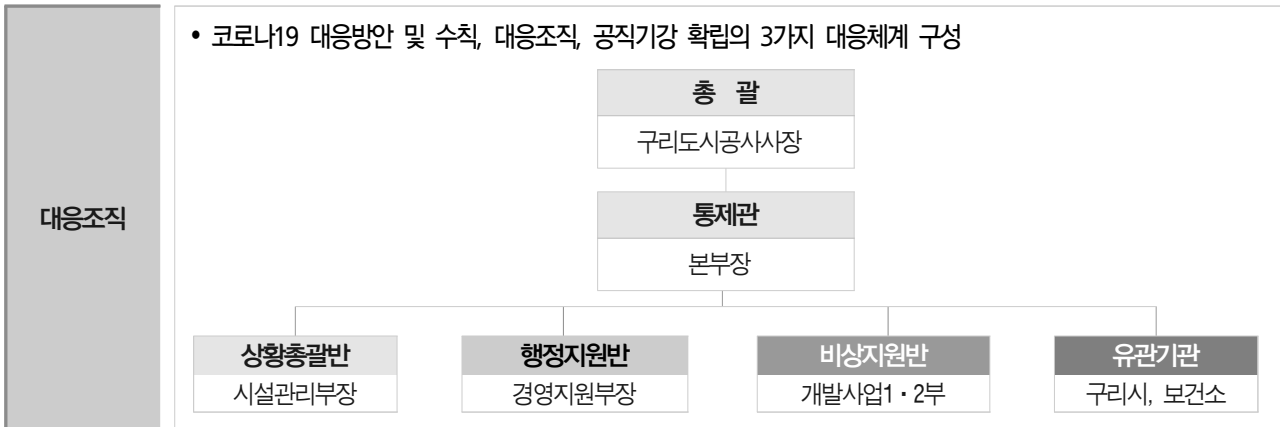 • 코로나19 대응방안 및 수칙, 대응조직, 공직기강 확립의 3가지 대응체계 구성
총 괄
구리도시공사사장
대응조직
통제관
본부장
상황총괄반 행정지원반 비상지원반 유관기관
시설관리부장 경영지원부장 개발사업1・2부 구리시, 보건소